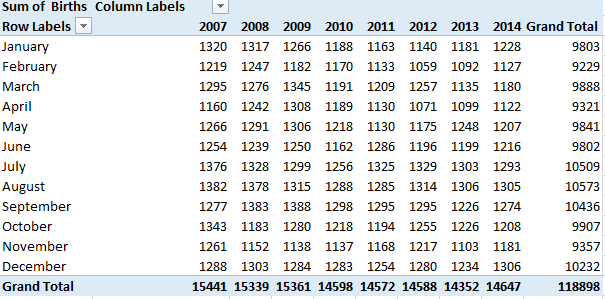 Sum of Births Column Labels
Row Labels 2007 2008 2009 2010 2011 2012 2013 2014 Grand Total
January 1320 1317 1266 1188 1163 1140 1181 1228 9803
February 1219 1247 1182 1170 1133 1059 1092 1127 9229
March 1295 1276 1345 1191 1209 1257 1135 1180 9888
April 1160 1242 1308 1189 1130 1071 1099 1122 9321
May 1266 1291 1306 1218 1130 1175 1248 1207 9841
June 1254 1239 1250 1162 1286 1196 1199 1216 9802
July 1376 1328 1299 1256 1325 1329 1303 1293 10509
August 1382 1378 1315 1288 1285 1314 1306 1305 10573
September 1277 1383 1388 1298 1295 1295 1226 1274 10436
October 1343 1183 1280 1218 1194 1255 1226 1208 9907
November 1261 1152 1138 1137 1168 1217 1103 1181 9357
December 1288 1303 1284 1283 1254 1280 1234 1306 10232
Grand Total 15441 15339 15361 14598 14572 14588 14352 14647 118898